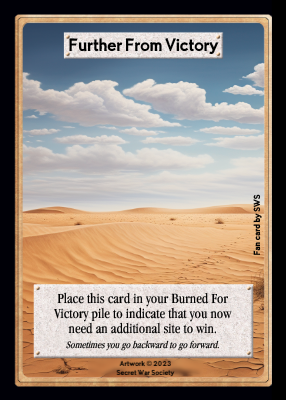 Further From Victory
Fan card by SWS
Place this card in your Burned For
Victory pile to indicate that you now
need an additional site to win.
Sometimes you go backward to go forward.
Artwork © 2023
Secret War Society